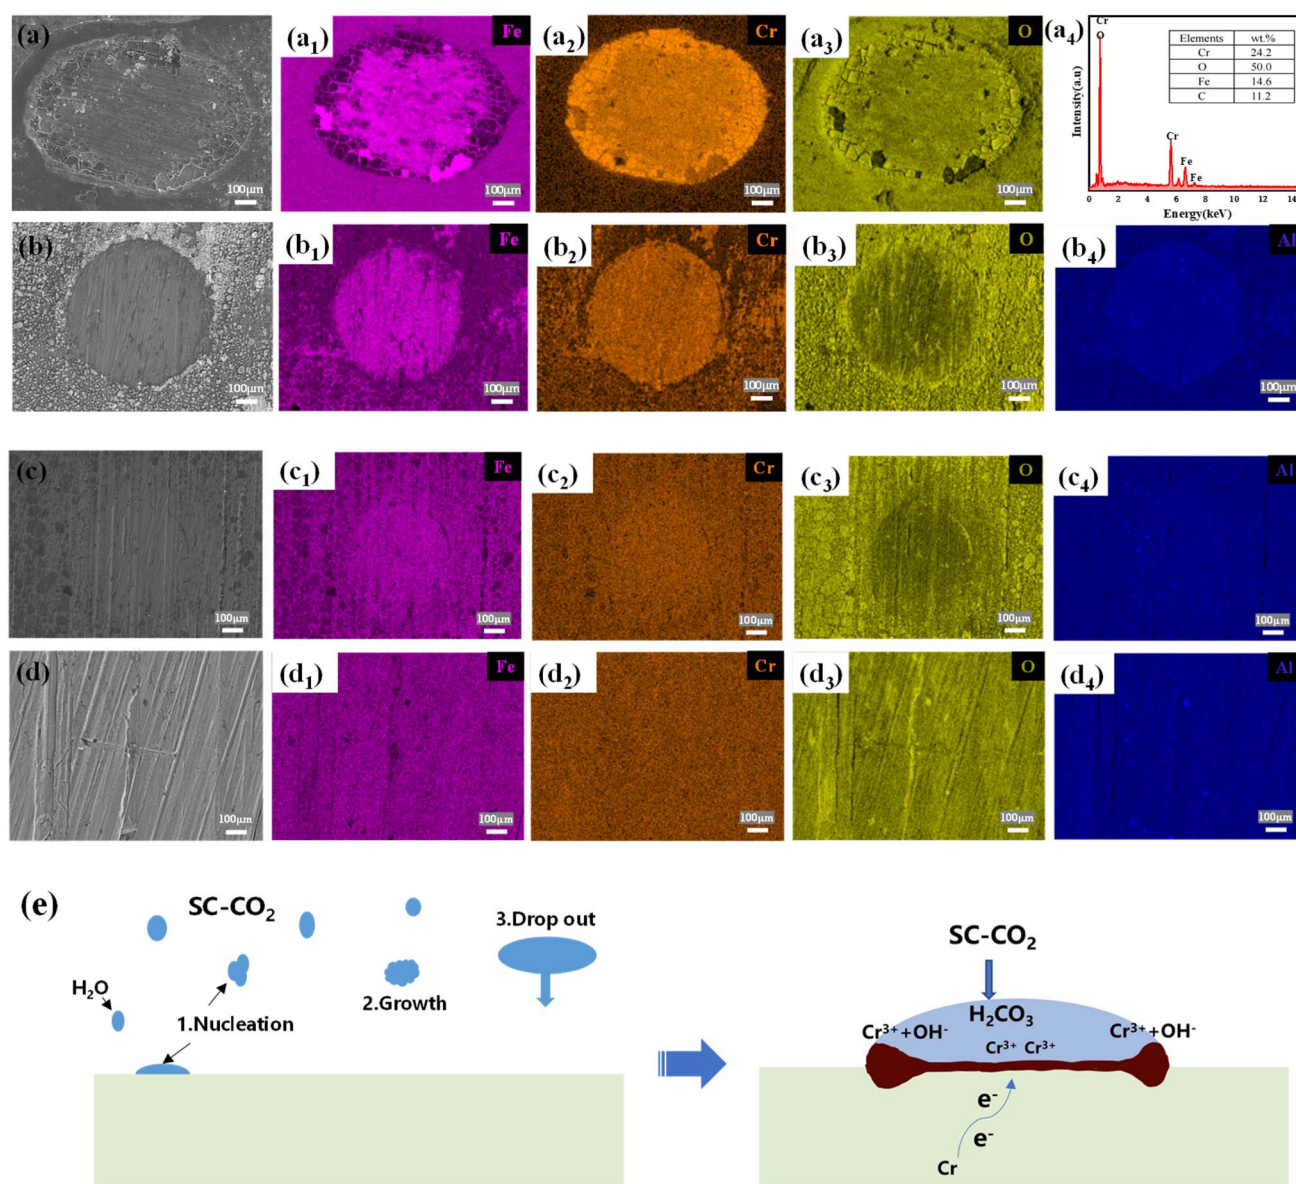 (a)
100μm
(a1)
Fe
100μm
(a2)
Cr
100μm
(a3)
O
100μm
(a4)
Cr
O
Elements wt.%
Cr 24.2
O 50.0
Fe 14.6
C 11.2
Intensity(a.u)
Cr
Fe
Fe
0 2 4 6 8 10 12 14
Energy(keV)
(b)
100μm
(b1)
Fe
100μm
(b2)
Cr
100μm
(b3)
O
100μm
(b4)
Al
100μm
(c)
100μm
(c1)
Fe
100μm
(c2)
Cr
100μm
(c3)
O
100μm
(c4)
Al
100μm
(d)
100μm
(d1)
Fe
100μm
(d2)
Cr
100μm
(d3)
O
100μm
(d4)
Al
100μm
(e)
SC-CO2
3.Drop out
H2O
1.Nucleation
2.Growth
SC-CO2
H2CO3
Cr3++OH-
Cr3++OH-
Cr3+ Cr3+
e-
e-
Cr